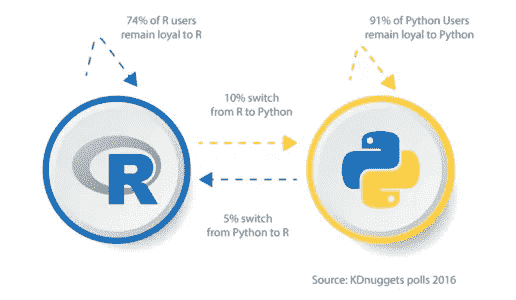 74% of R users
remain loyal to R
91% of Python Users
remain loyal to Python
10% switch
from R to Python
R
5% switch
from Python to R
Source: KDnuggets polls 2016